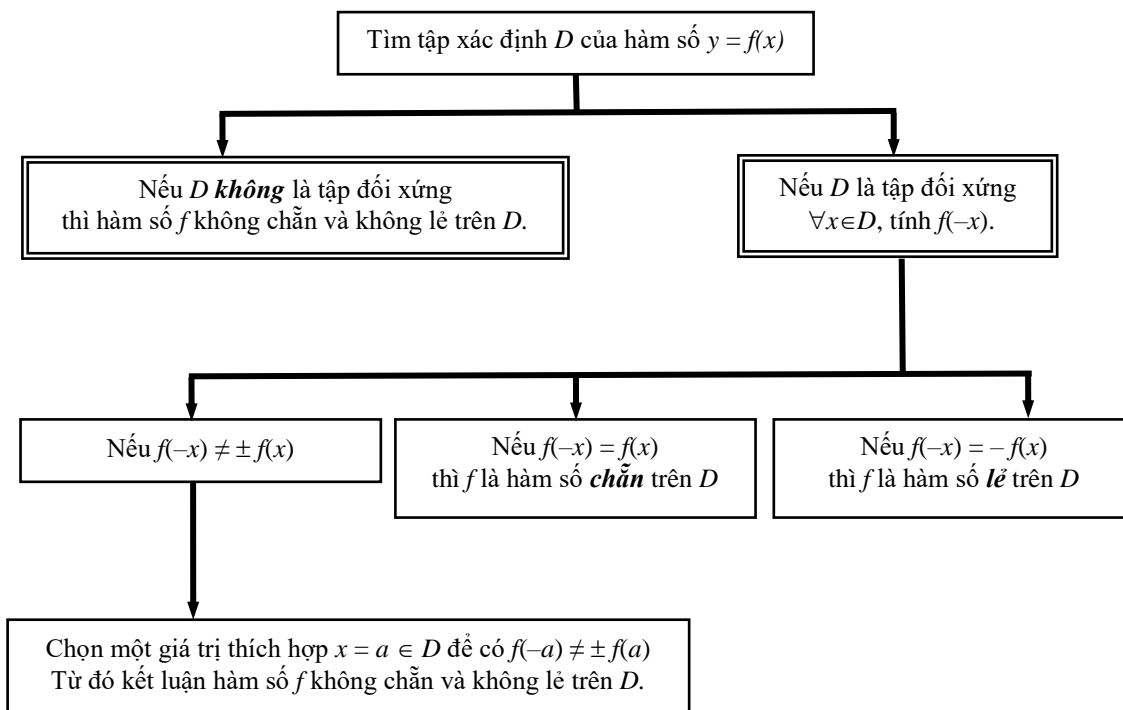 Tìm tập xác định D của hàm số y = f(x)
Nếu D không là tập đối xứng
thì hàm số f không chẵn và không lẻ trên D.
Nếu D là tập đối xứng
∀x∈D, tính f(–x).
Nếu f(–x) ≠ ± f(x)
Nếu f(–x) = f(x)
thì f là hàm số chẵn trên D
Nếu f(–x) = – f(x)
thì f là hàm số lẻ trên D
Chọn một giá trị thích hợp x = a ∈ D để có f(–a) ≠ ± f(a)
Từ đó kết luận hàm số f không chẵn và không lẻ trên D.